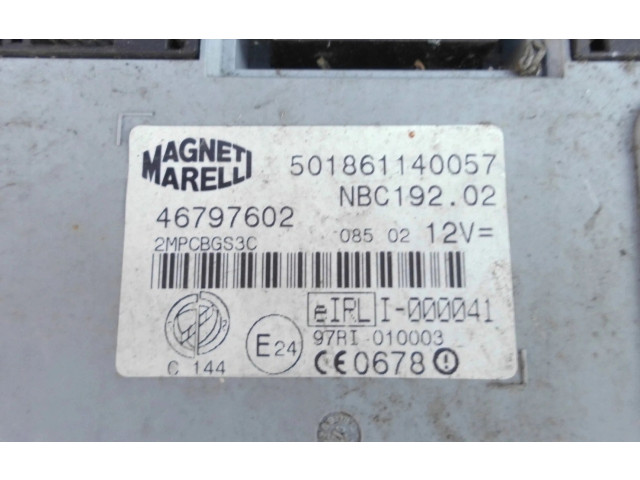 MAGNETI
MARELLI
501861140057
NBC192.02
46797602
2MPCBGS3C
085 02 12V=
eIRL I-000041
97RI 010003
E24
C 144
CE0678